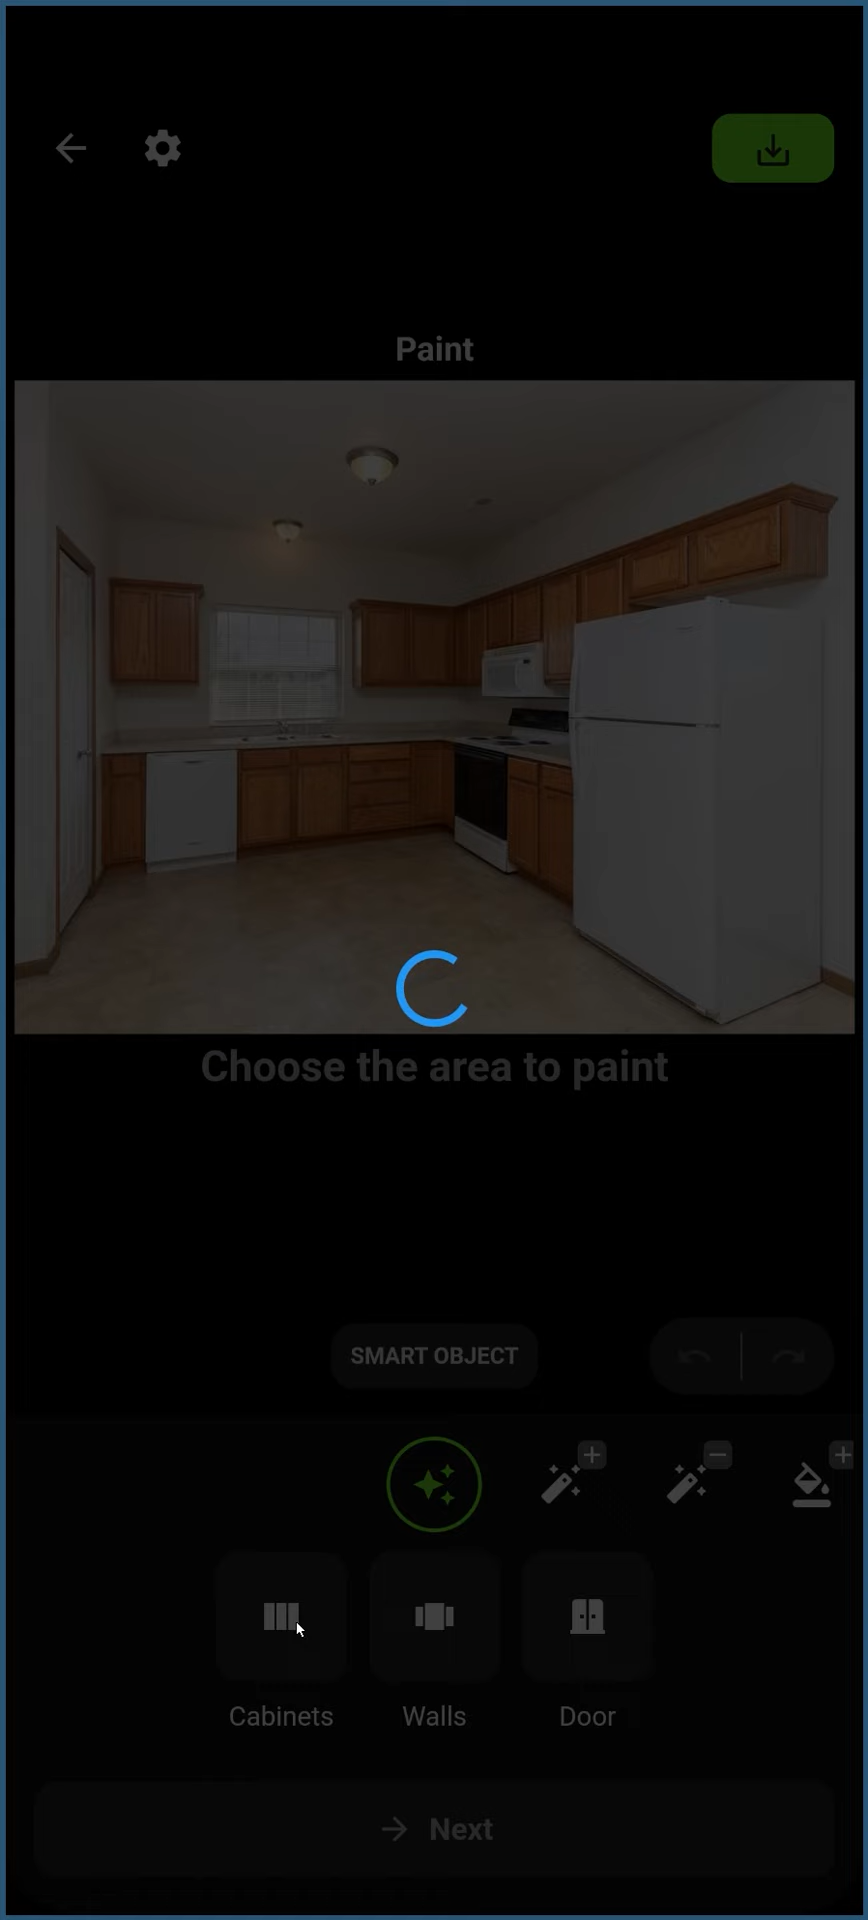 Paint
Choose the area to paint
SMART OBJECT
Cabinets
Walls
Door
Next